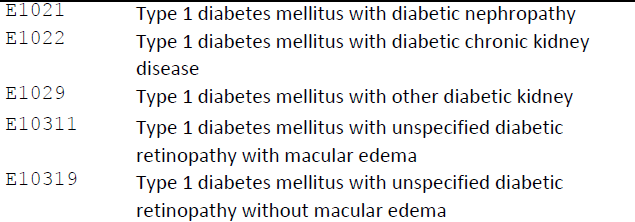 E1021 Type 1 diabetes mellitus with diabetic nephropathy
E1022 Type 1 diabetes mellitus with diabetic chronic kidney
disease
E1029 Type 1 diabetes mellitus with other diabetic kidney
E10311 Type 1 diabetes mellitus with unspecified diabetic
retinopathy with macular edema
E10319 Type 1 diabetes mellitus with unspecified diabetic
retinopathy without macular edema